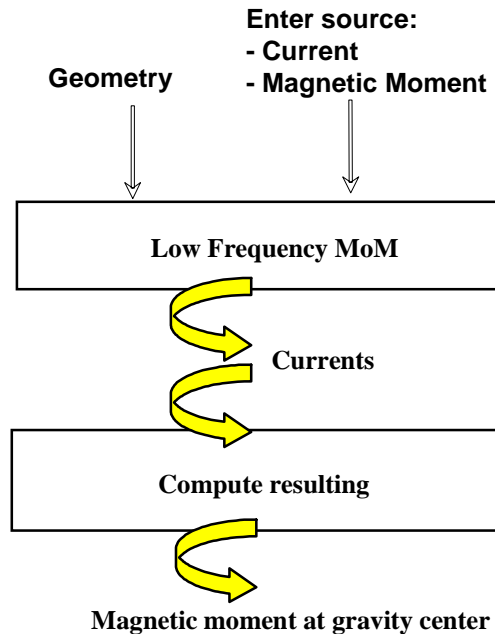 Enter source:
- Current
- Magnetic Moment
Geometry
Low Frequency MoM
Currents
Compute resulting
Magnetic moment at gravity center